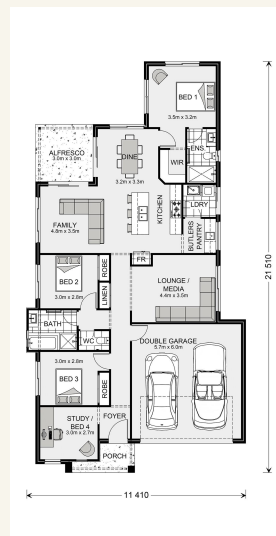 BED 1
3.5m x 3.2m
ALFRESCO
3.0m x 3.0m
ENS
DINE
3.2m x 3.3m
WIR
KITCHEN
LDRY
FAMILY
4.8m x 3.5m
BUTLERS
PANTRY
FR
BED 2
3.0m x 2.8m
ROBE
LINEN
LOUNGE /
MEDIA
4.4m x 3.5m
21 510
BATH
WC
DOUBLE GARAGE
5.7m x 6.0m
3.0m x 2.8m
BED 3
ROBE
STUDY /
BED 4
3.0m x 2.7m
FOYER
PORCH
11 410